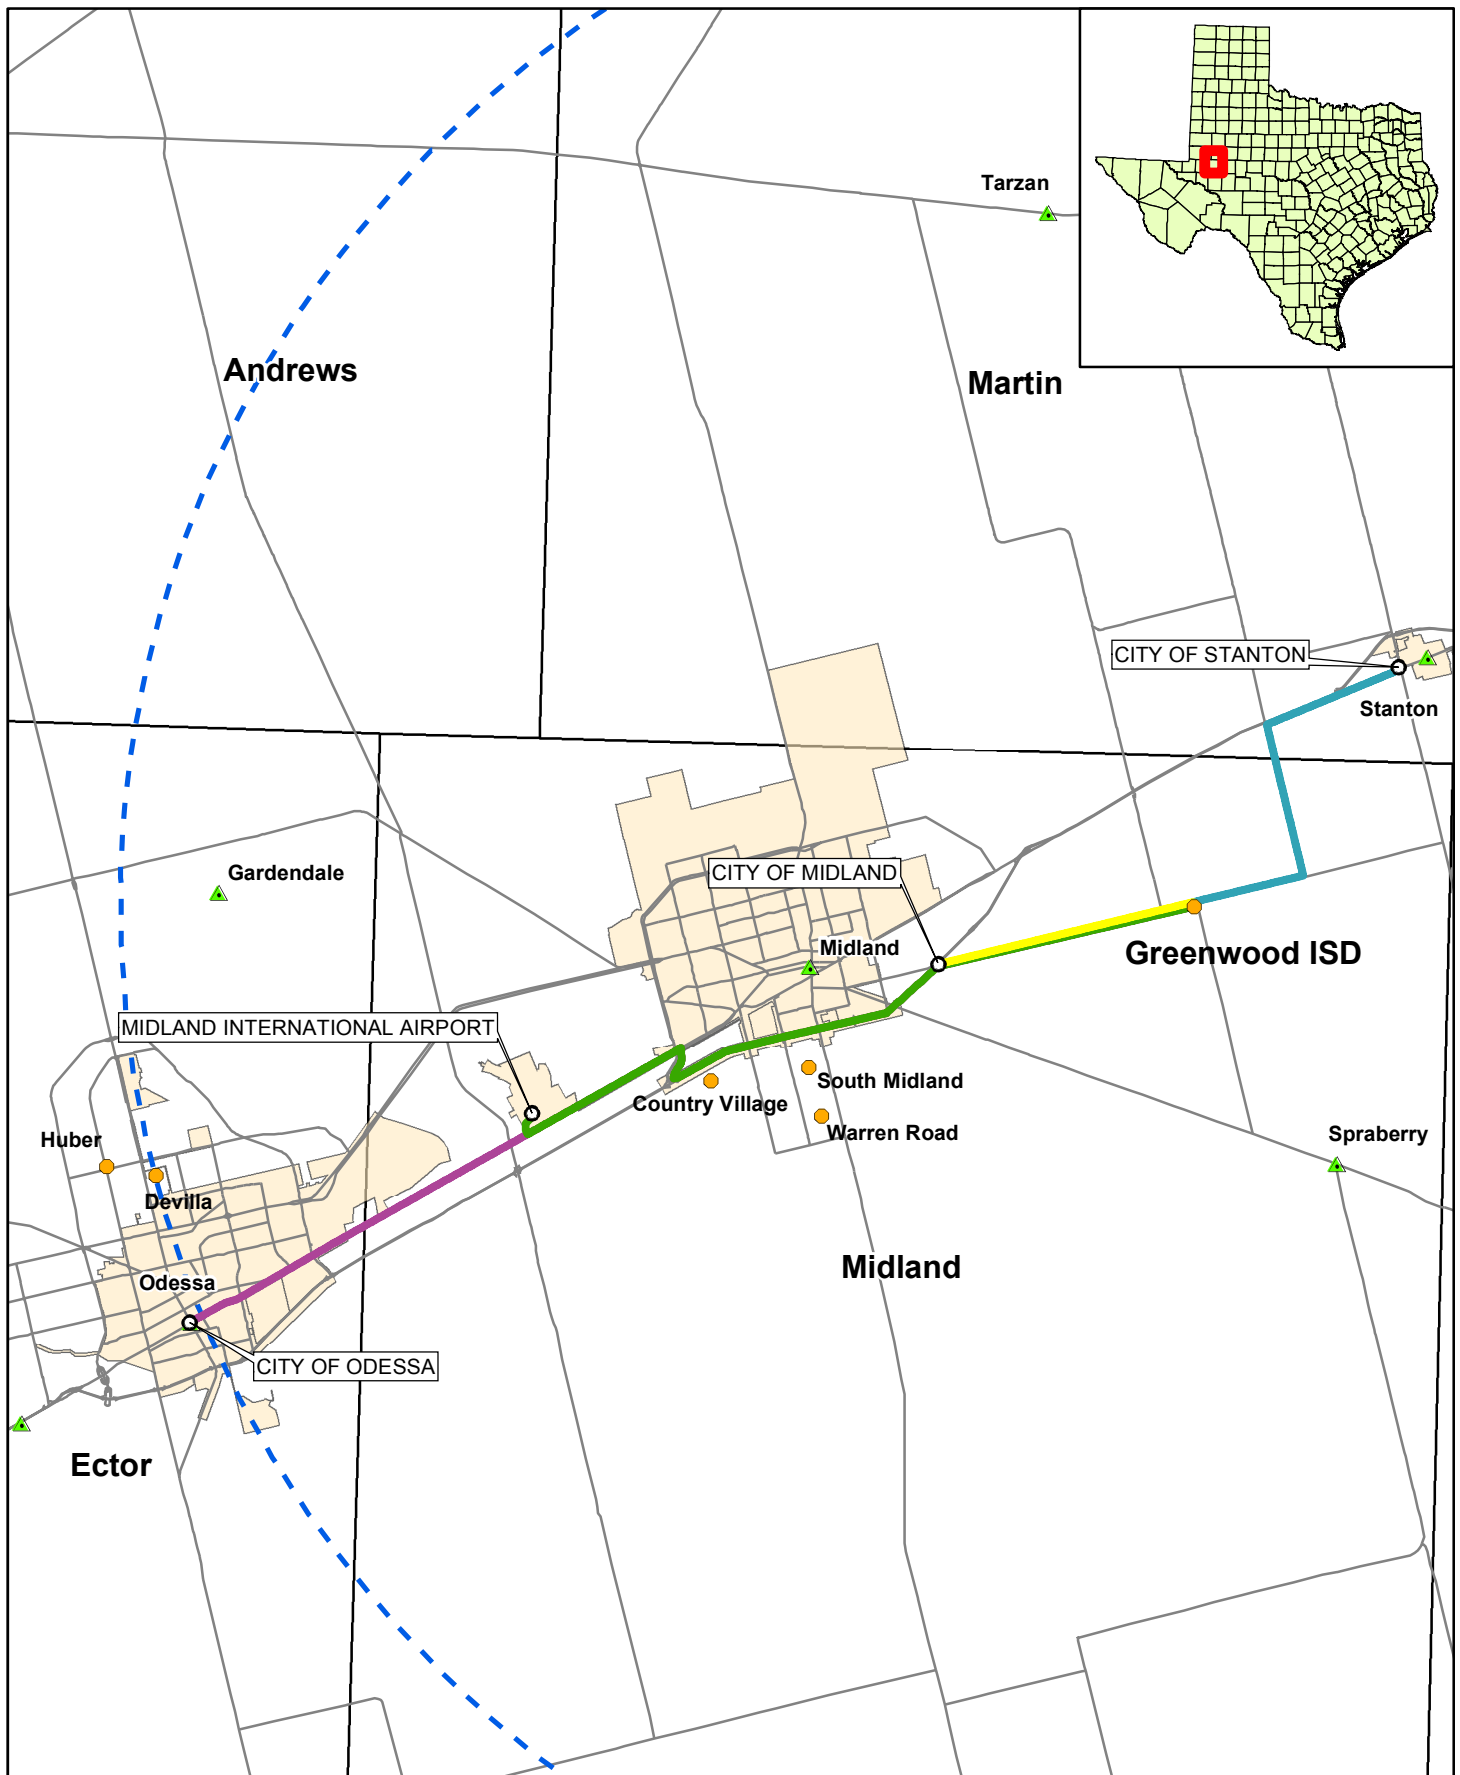 Tarzan
Andrews
Martin
CITY OF STANTON
Stanton
Gardendale
CITY OF MIDLAND
Midland
Greenwood ISD
MIDLAND INTERNATIONAL AIRPORT
South Midland
Country Village
Warren Road
Huber
Spraberry
Devilla
Midland
Odessa
CITY OF ODESSA
Ector